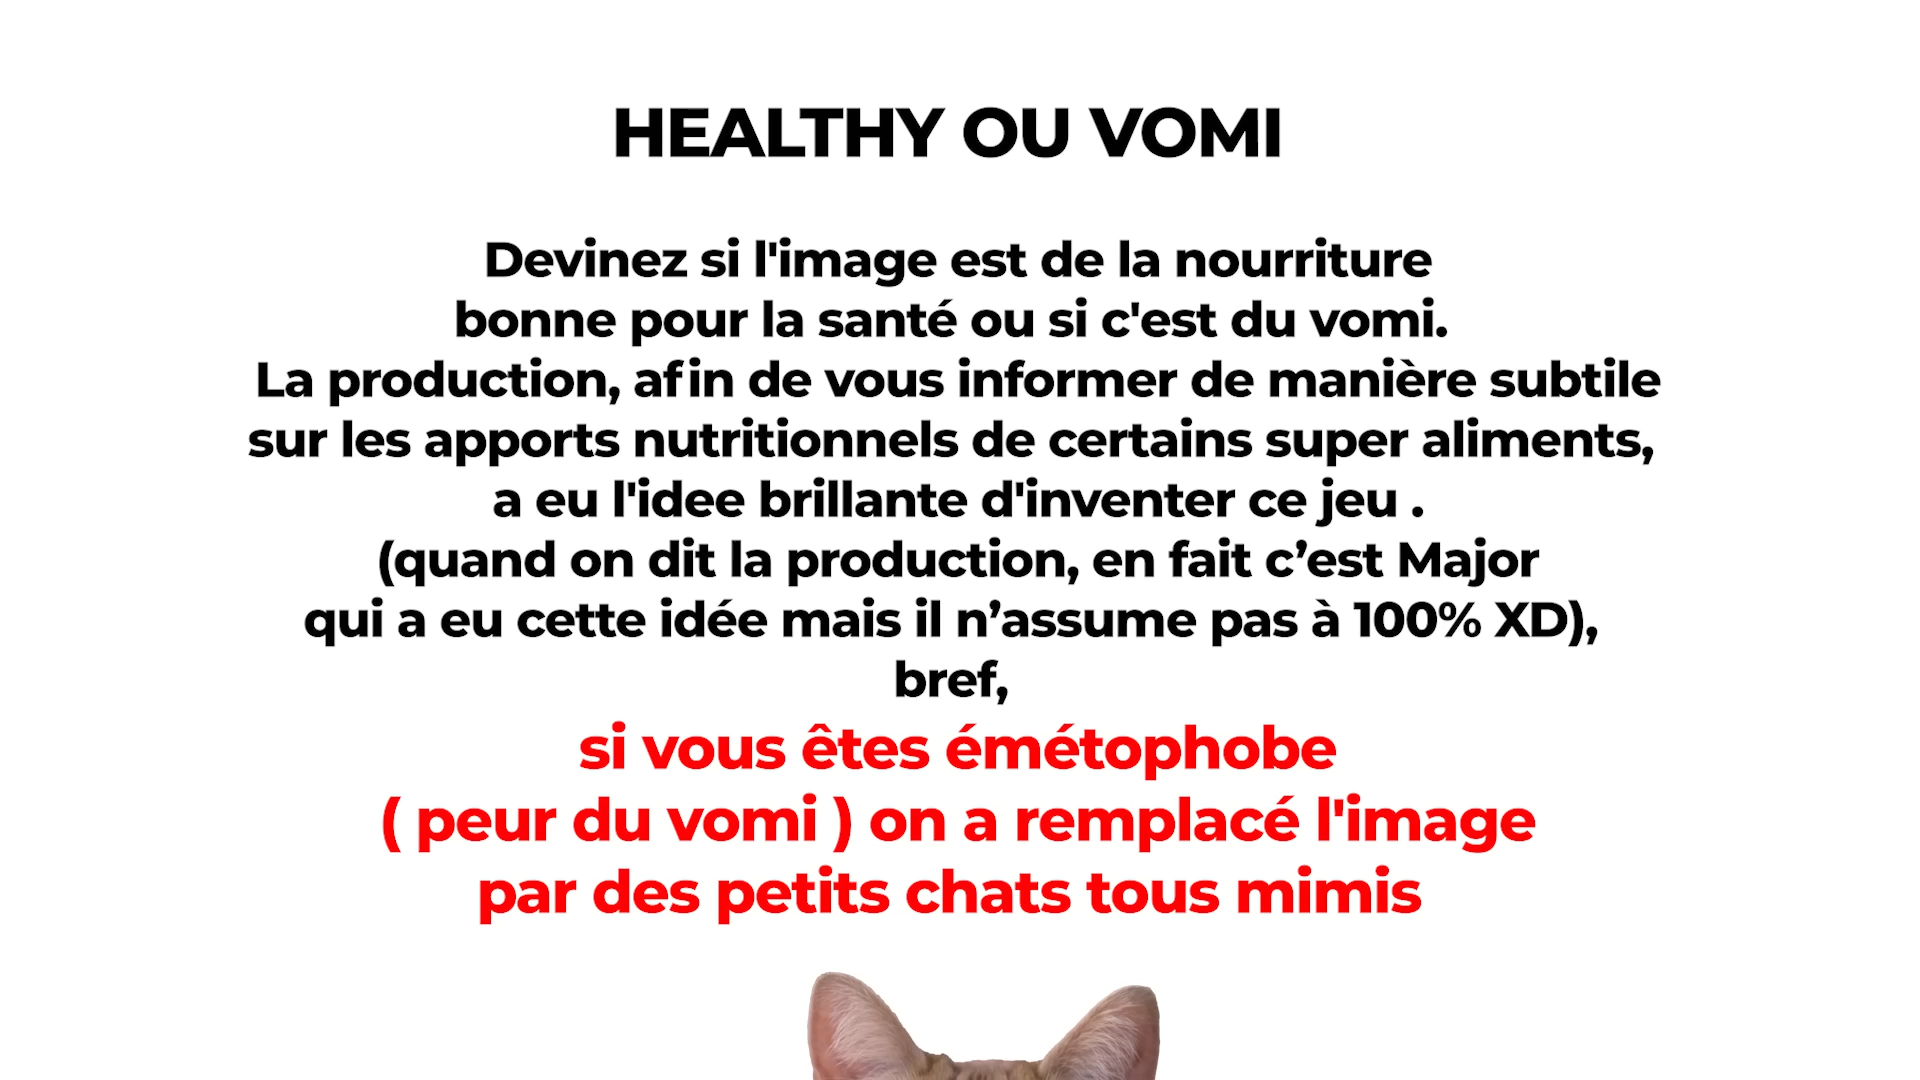 HEALTHY OU VOMI
Devinez si l'image est de la nourriture
bonne pour la santé ou si c'est du vomi.
La production, afin de vous informer de manière subtile
sur les apports nutritionnels de certains super aliments,
a eu l'idee brillante d'inventer ce jeu .
(quand on dit la production, en fait c’est Major
qui a eu cette idée mais il n’assume pas à 100% XD),
bref,
si vous êtes émétophobe
( peur du vomi ) on a remplacé l'image
par des petits chats tous mimis